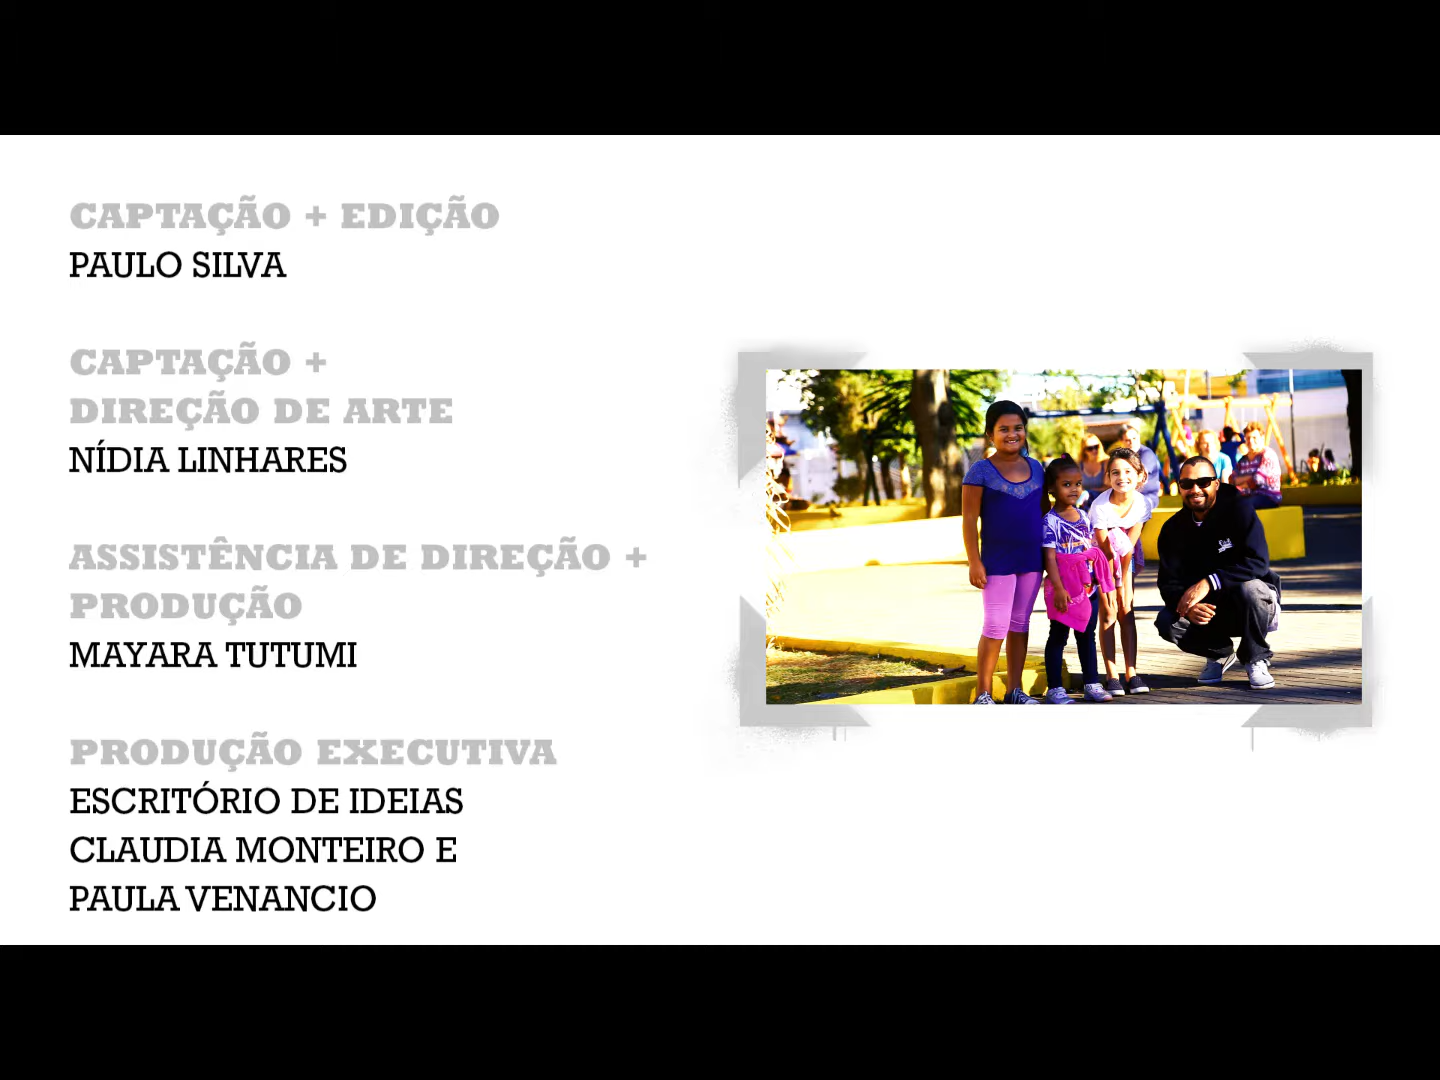 CAPTAÇÃO + EDIÇÃO
PAULO SILVA
CAPTAÇÃO +
DIREÇÃO DE ARTE
NÍDIA LINHARES
ASSISTÊNCIA DE DIREÇÃO +
PRODUÇÃO
MAYARA TUTUMI
PRODUÇÃO EXECUTIVA
ESCRITÓRIO DE IDEIAS
CLAUDIA MONTEIRO E
PAULA VENANCIO